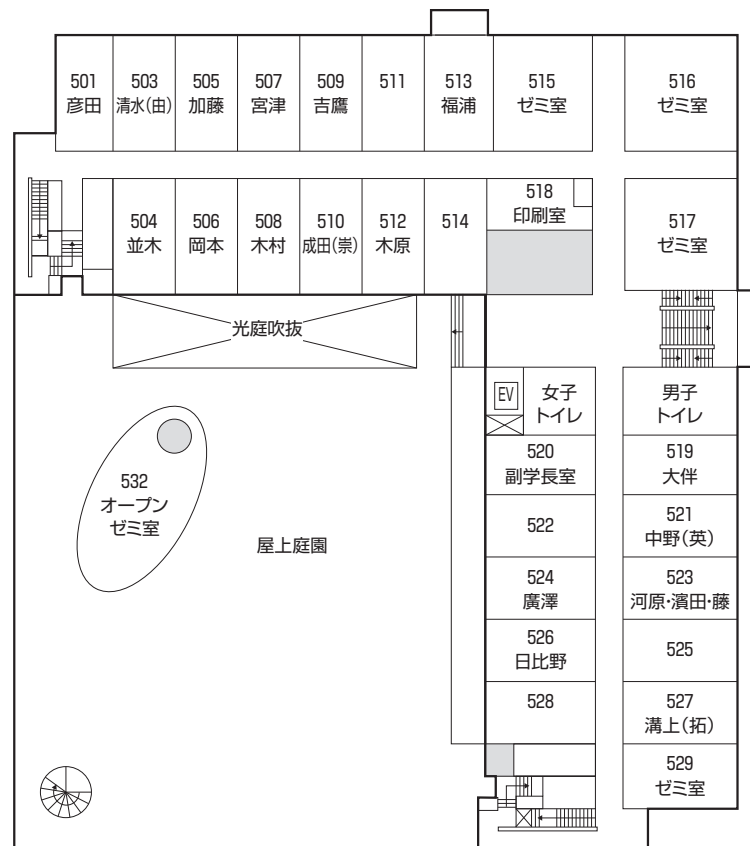 501
彦田
503
清水(由)
505
加藤
507
宮津
509
吉鷹
511
513
福浦
515
ゼミ室
516
ゼミ室
504
並木
506
岡本
508
木村
510
成田(崇)
512
木原
514
518
印刷室
517
ゼミ室
光庭吹抜
EV
女子
トイレ
男子
トイレ
520
副学長室
519
大伴
532
オープン
ゼミ室
屋上庭園
522
521
中野(英)
524
廣澤
523
河原・濱田・藤
526
日比野
525
528
527
溝上(拓)
529
ゼミ室